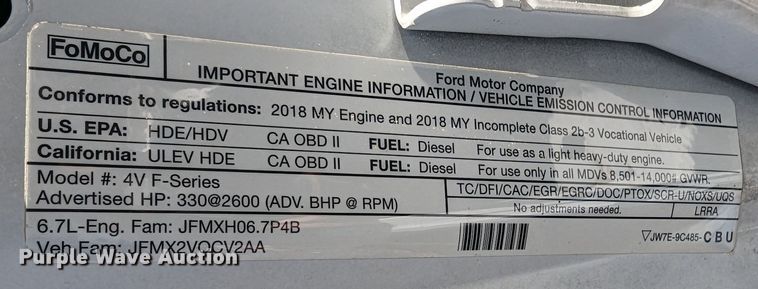 FoMoCo
Ford Motor Company
IMPORTANT ENGINE INFORMATION / VEHICLE EMISSION CONTROL INFORMATION
Conforms to regulations: 2018 MY Engine and 2018 MY Incomplete Class 2b-3 Vocational Vehicle
U.S. EPA: HDE/HDV CA OBD II FUEL: Diesel For use as a light heavy-duty engine.
California: ULEV HDE CA OBD II FUEL: Diesel For use only in all MDVs 8,501-14,000# GVWR.
Model #: 4V F-Series
TC/DFI/CAC/EGR/EGRC/DOC/PTOX/SCR-U/NOXS/UQS
Advertised HP: 330@2600 (ADV. BHP @ RPM)
No adjustments needed. LRRA
6.7L-Eng. Fam: JFMXH06.7P4B
Veh Fam: JFMX2VOCV2AA
▽JW7E-9C485-CBU
Purple Wave Auction